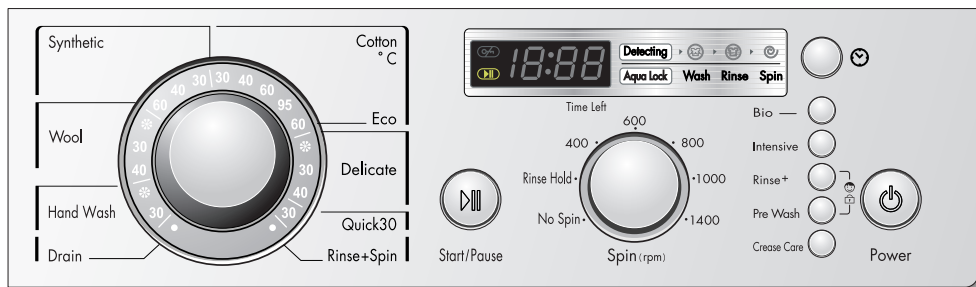 Synthetic
Cotton
°C
Eco
Wool
Delicate
Hand Wash
Quick30
Drain
Rinse+Spin
30
40
60
30
40
30
30
40
60
95
60
30
40
30
18:88
Detecting
Aqua Lock
Wash
Rinse
Spin
Time Left
No Spin
Rinse Hold
400
600
800
1000
1400
Spin (rpm)
Start/Pause
Bio
Intensive
Rinse+
Pre Wash
Crease Care
Power